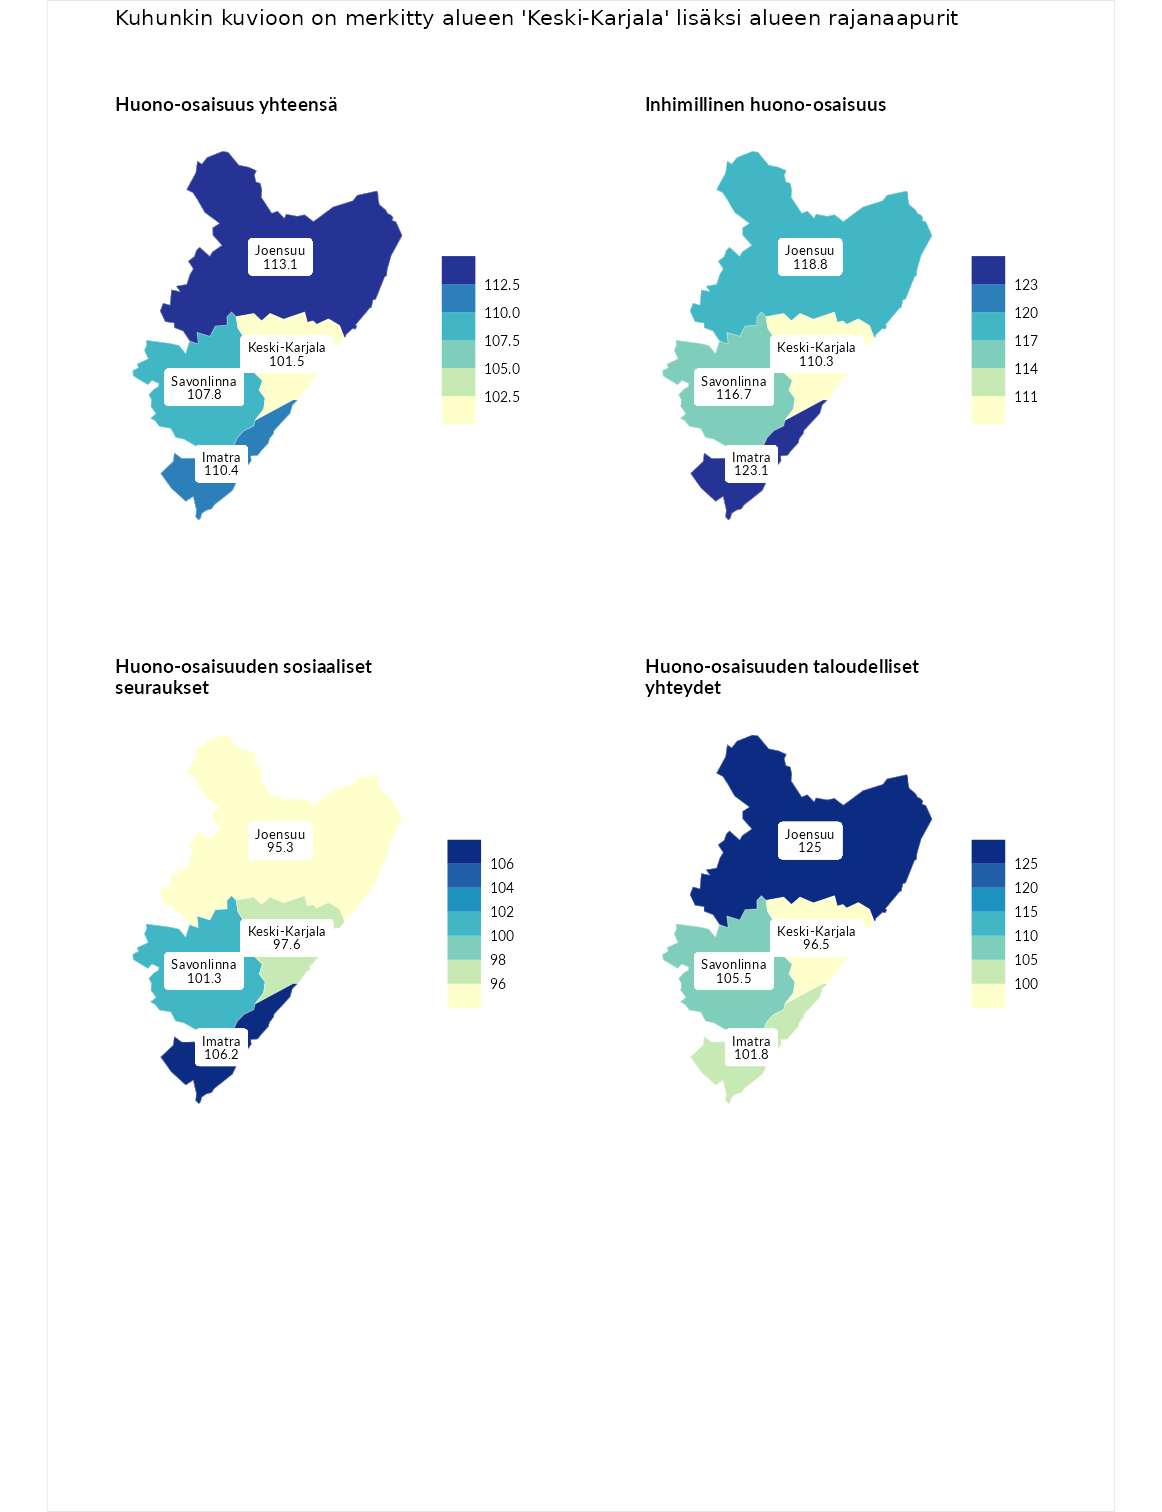 Kuhunkin kuvioon on merkitty alueen 'Keski-Karjala' lisäksi alueen rajanaapurit
Huono-osaisuus yhteensä
Joensuu
113.1
Keski-Karjala
101.5
Savonlinna
107.8
Imatra
110.4
112.5
110.0
107.5
105.0
102.5
Inhimillinen huono-osaisuus
Joensuu
118.8
Keski-Karjala
110.3
Savonlinna
116.7
Imatra
123.1
123
120
117
114
111
Huono-osaisuuden sosiaaliset
seuraukset
Joensuu
95.3
Keski-Karjala
97.6
Savonlinna
101.3
Imatra
106.2
106
104
102
100
98
96
Huono-osaisuuden taloudelliset
yhteydet
Joensuu
125
Keski-Karjala
96.5
Savonlinna
105.5
Imatra
101.8
125
120
115
110
105
100